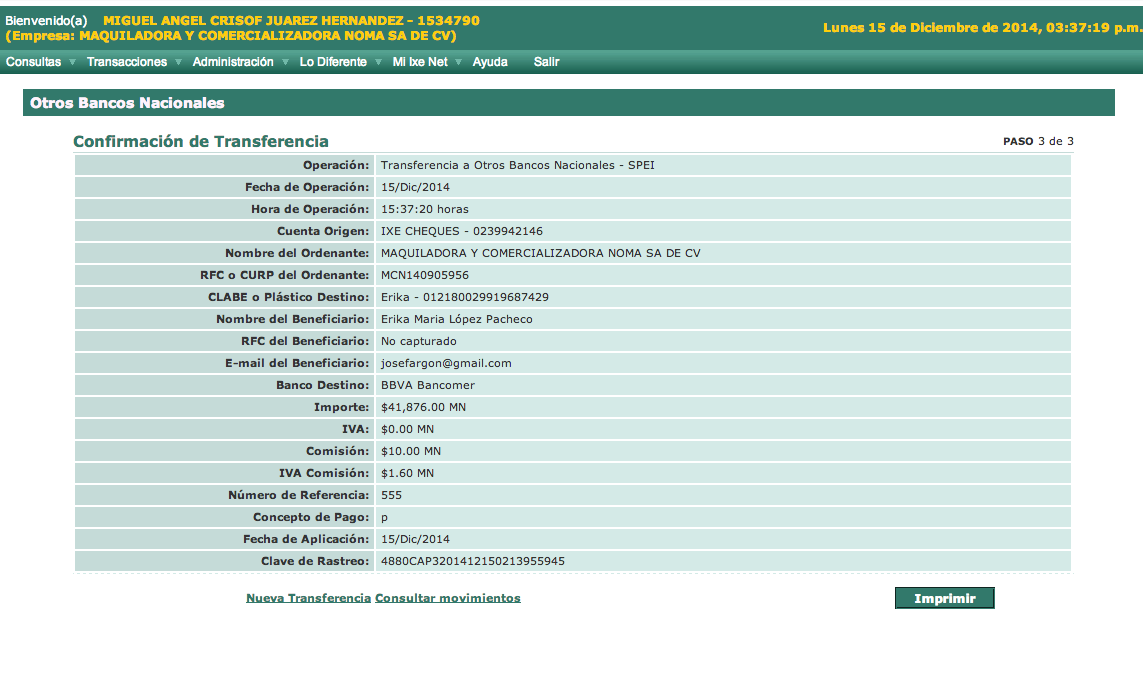 Bienvenido(a) MIGUEL ANGEL CRISOF JUAREZ HERNANDEZ - 1534790
(Empresa: MAQUILADORA Y COMERCIALIZADORA NOMA SA DE CV)
Lunes 15 de Diciembre de 2014, 03:37:19 p.m.
Consultas Transacciones Administración Lo Diferente Mi Ixe Net Ayuda Salir
Otros Bancos Nacionales
Confirmación de Transferencia PASO 3 de 3
Operación: Transferencia a Otros Bancos Nacionales - SPEI
Fecha de Operación: 15/Dic/2014
Hora de Operación: 15:37:20 horas
Cuenta Origen: IXE CHEQUES - 0239942146
Nombre del Ordenante: MAQUILADORA Y COMERCIALIZADORA NOMA SA DE CV
RFC o CURP del Ordenante: MCN140905956
CLABE o Plástico Destino: Erika - 012180029919687429
Nombre del Beneficiario: Erika Maria López Pacheco
RFC del Beneficiario: No capturado
E-mail del Beneficiario: josefargon@gmail.com
Banco Destino: BBVA Bancomer
Importe: $41,876.00 MN
IVA: $0.00 MN
Comisión: $10.00 MN
IVA Comisión: $1.60 MN
Número de Referencia: 555
Concepto de Pago: p
Fecha de Aplicación: 15/Dic/2014
Clave de Rastreo: 4880CAP3201412150213955945
Nueva Transferencia Consultar movimientos Imprimir